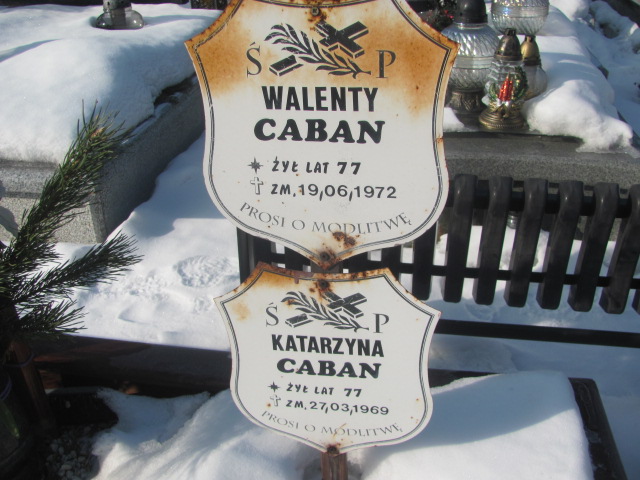 Ś P
WALENTY
CABAN
ŻYŁ LAT 77
ZM, 19,06,1972
PROSI O MODLITWĘ
Ś P
KATARZYNA
CABAN
ŻYŁ LAT 77
ZM, 27,03,1969
PROSI O MODLITWĘ